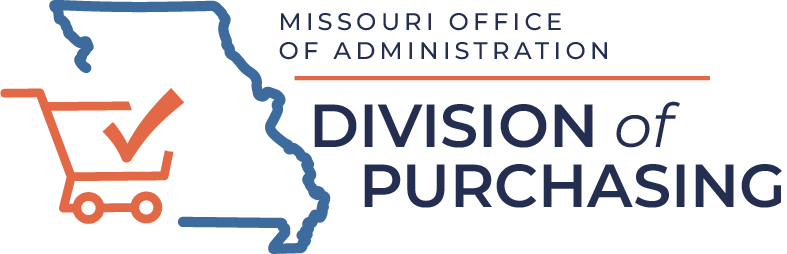 MISSOURI OFFICE
OF ADMINISTRATION
DIVISION of
PURCHASING